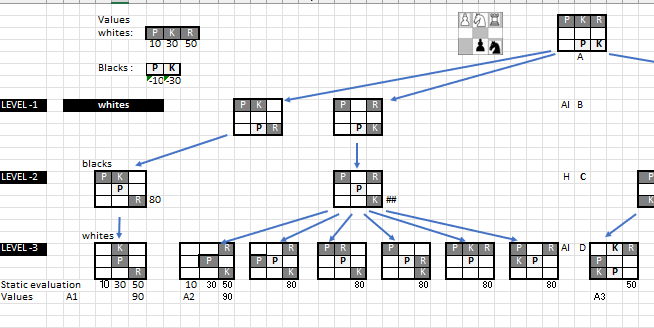 Values
whites: P K R
10 30 50
P K R
P K
A
Blacks: P K
-10 -30
LEVEL -1 whites P K P R AI B
P R K
blacks
LEVEL -2 P K P R H C P
P P
R 80 K ## R
whites
LEVEL -3 K R R P R P K R P R AI D K R
P P P P P P P P P P P P
R K K K K K K K P
Static evaluation 10 30 50 10 30 50 80 80 80 80 80 50
Values A1 90 A2 90 A3